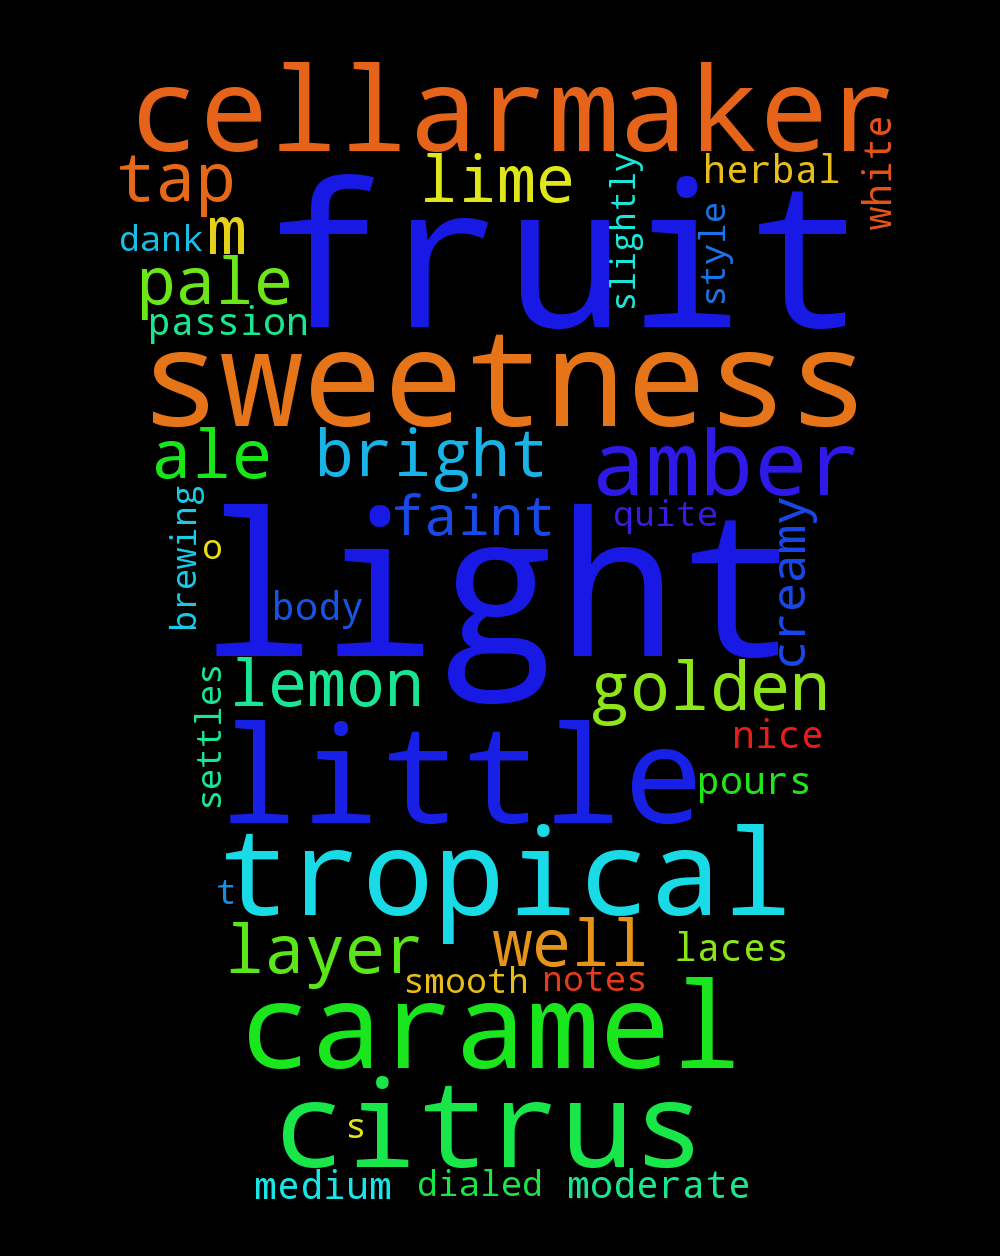 cellarmaker
white
tap
lime
slightly
herbal
fruit
style
dank
m
pale
passion
sweetness
ale
bright
amber
faint
quite
creamy
brewing
o
light
body
lemon
golden
settles
little
nice
pours
tropical
t
layer
well
laces
smooth
notes
caramel
citrus
s
medium
dialed
moderate